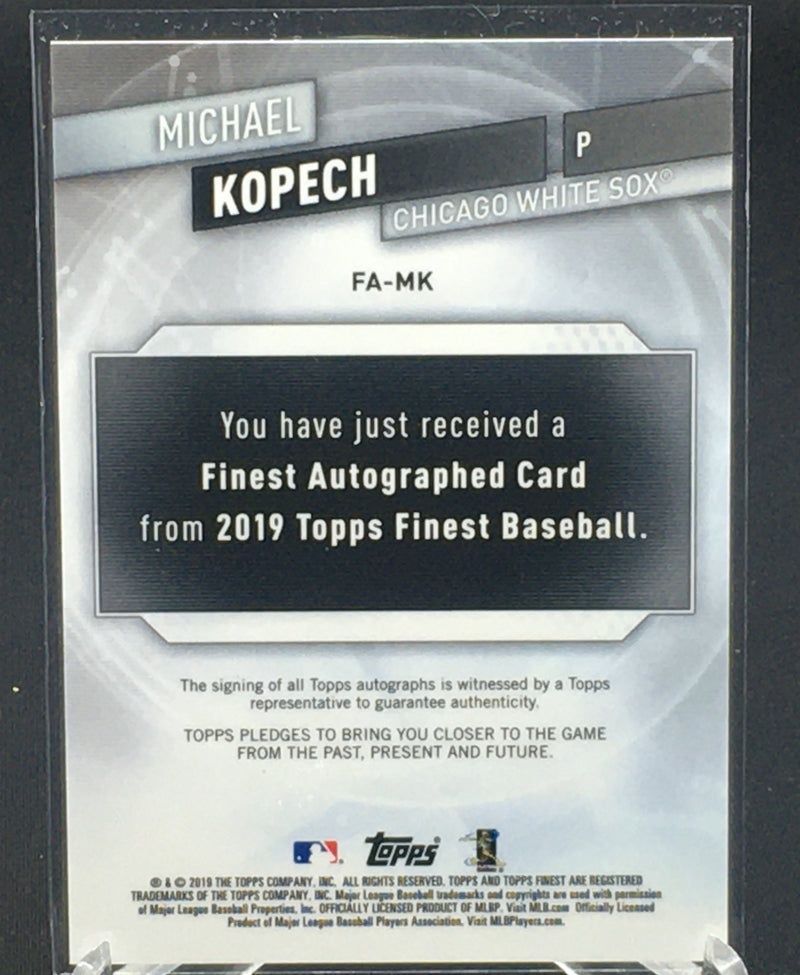 MICHAEL
KOPECH
P
CHICAGO WHITE SOX®
FA-MK
You have just received a
Finest Autographed Card
from 2019 Topps Finest Baseball.
The signing of all Topps autographs is witnessed by a Topps
representative to guarantee authenticity.
TOPPS PLEDGES TO BRING YOU CLOSER TO THE GAME
FROM THE PAST, PRESENT AND FUTURE.
Topps
® & © 2019 THE TOPPS COMPANY, INC. ALL RIGHTS RESERVED. TOPPS AND TOPPS FINEST ARE REGISTERED
TRADEMARKS OF THE TOPPS COMPANY, INC. Major League Baseball trademarks and copyrights are used with permission
of Major League Baseball Properties, Inc. OFFICIALLY LICENSED PRODUCT OF MLBP. Visit MLB.com Officially Licensed
Product of Major League Baseball Players Association. Visit MLBPlayers.com.